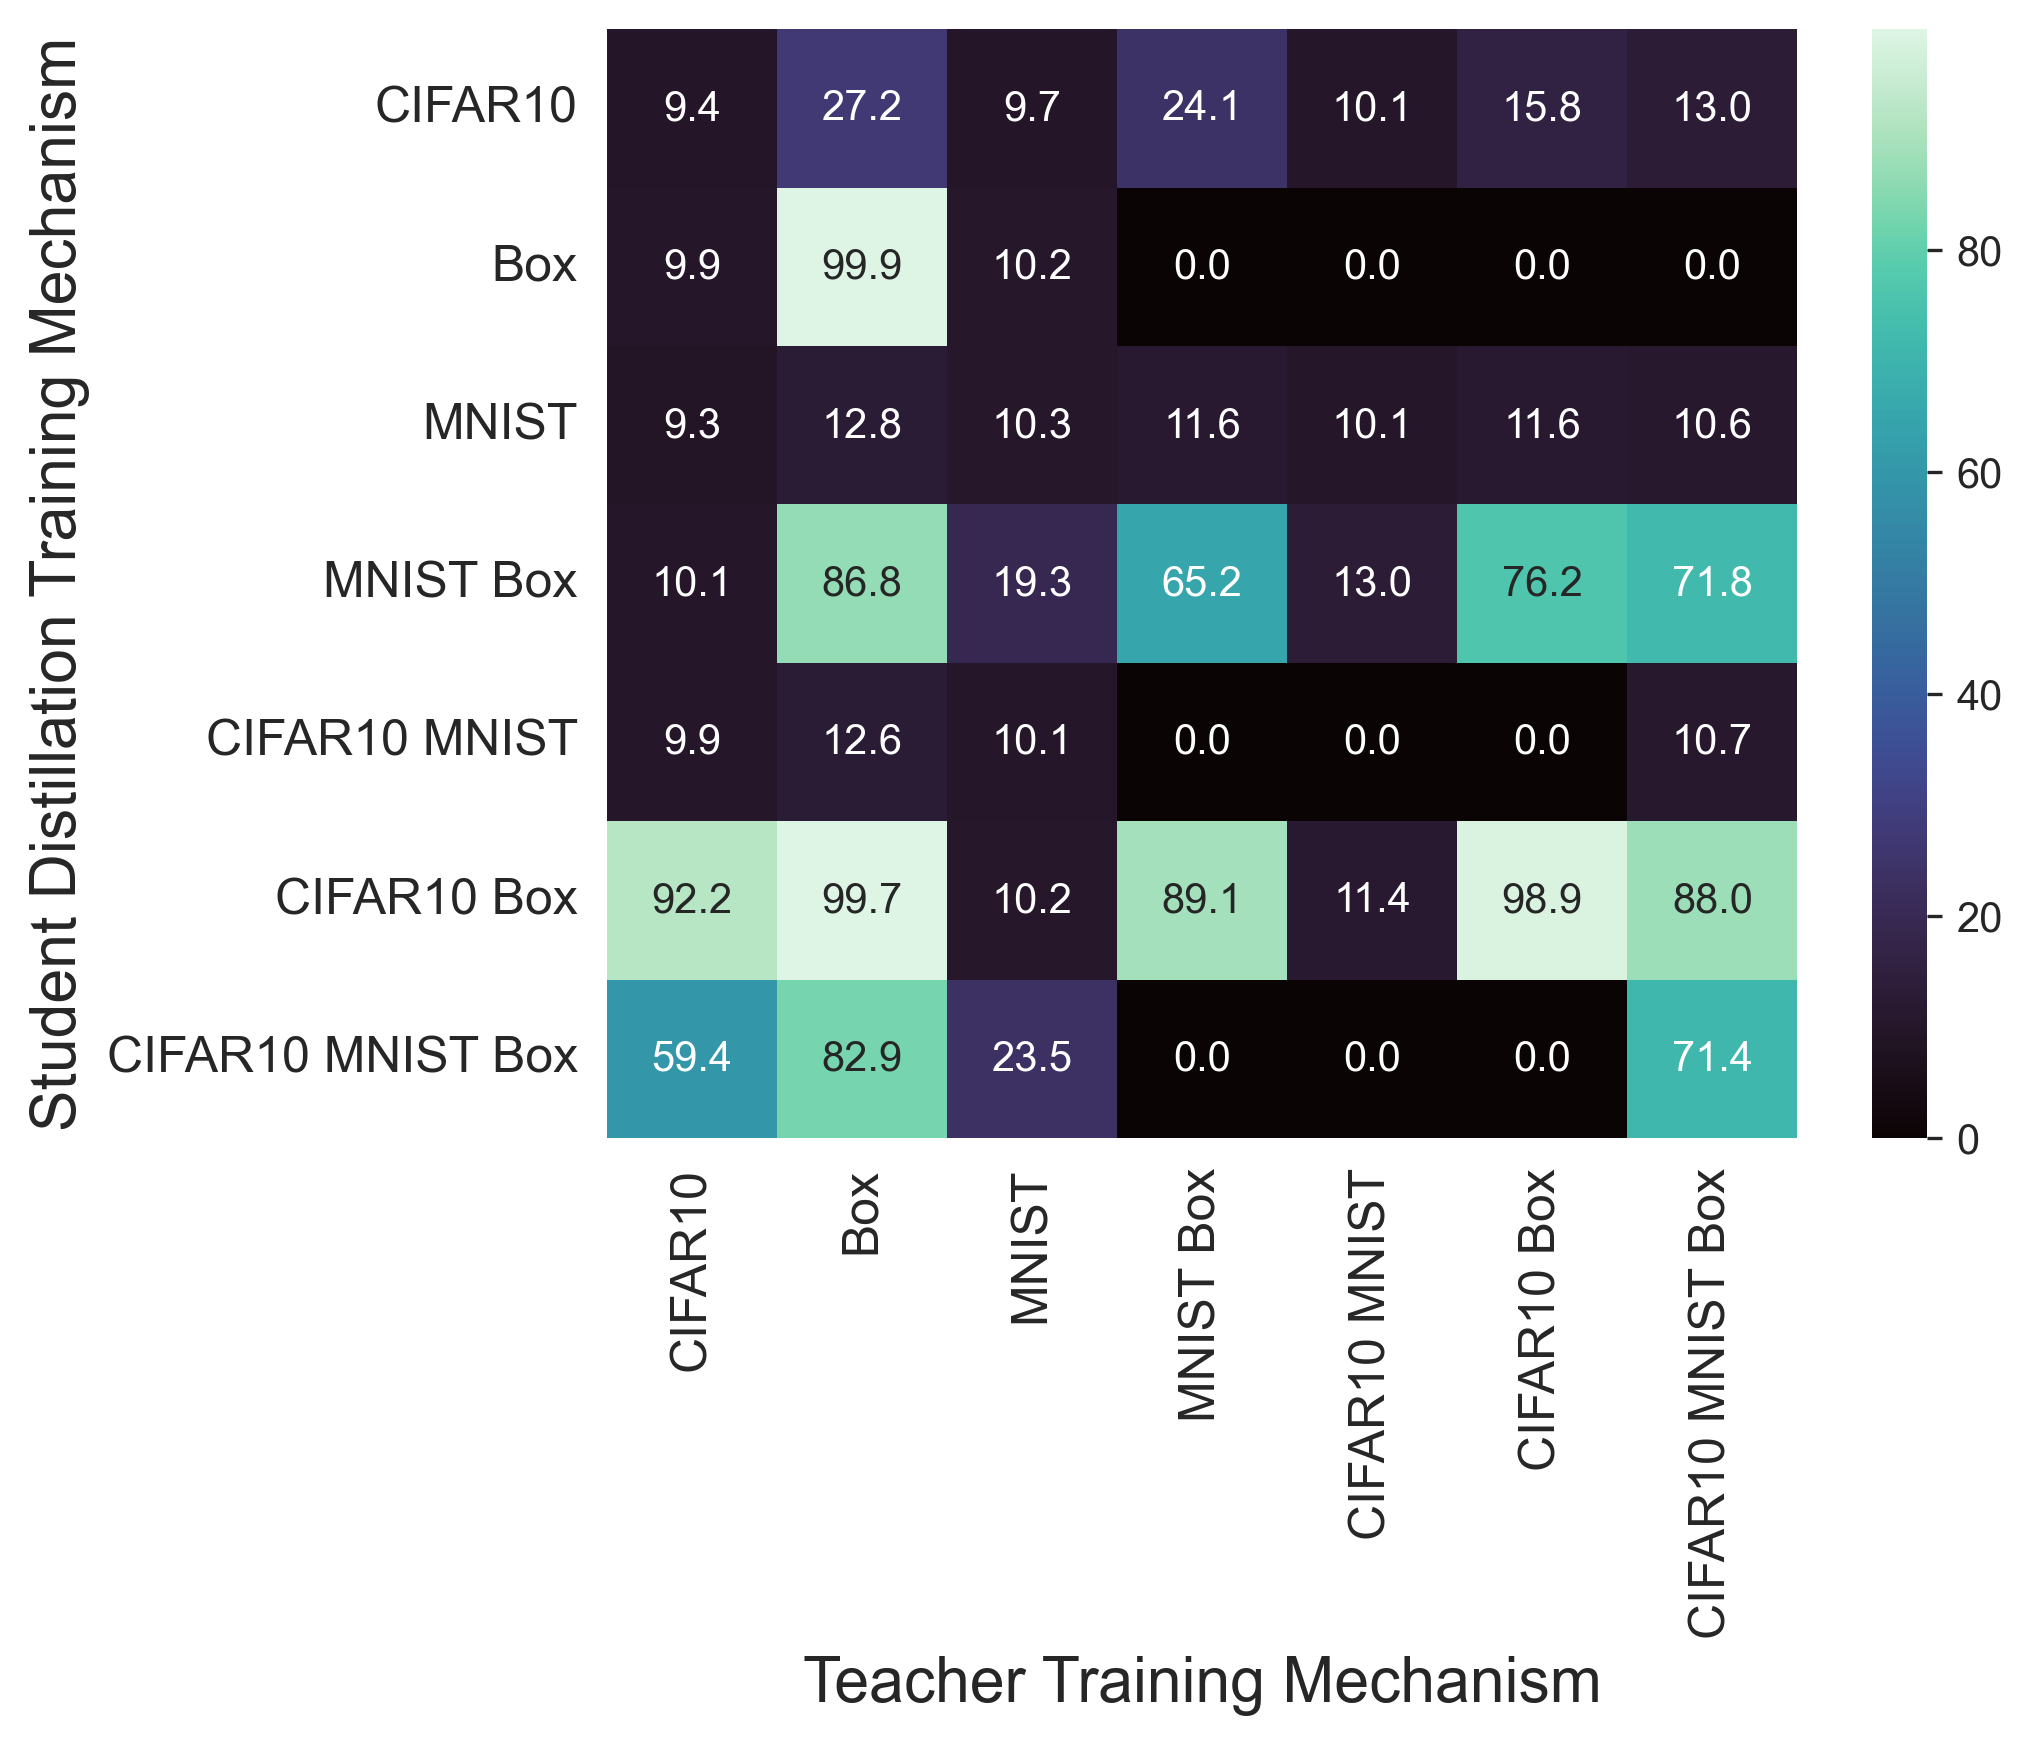 Student Distillation Training Mechanism
CIFAR10 9.4 27.2 9.7 24.1 10.1 15.8 13.0
Box 9.9 99.9 10.2 0.0 0.0 0.0 0.0
MNIST 9.3 12.8 10.3 11.6 10.1 11.6 10.6
MNIST Box 10.1 86.8 19.3 65.2 13.0 76.2 71.8
CIFAR10 MNIST 9.9 12.6 10.1 0.0 0.0 0.0 10.7
CIFAR10 Box 92.2 99.7 10.2 89.1 11.4 98.9 88.0
CIFAR10 MNIST Box 59.4 82.9 23.5 0.0 0.0 0.0 71.4
CIFAR10
Box
MNIST
MNIST Box
CIFAR10 MNIST
CIFAR10 Box
CIFAR10 MNIST Box
Teacher Training Mechanism
80
60
40
20
0